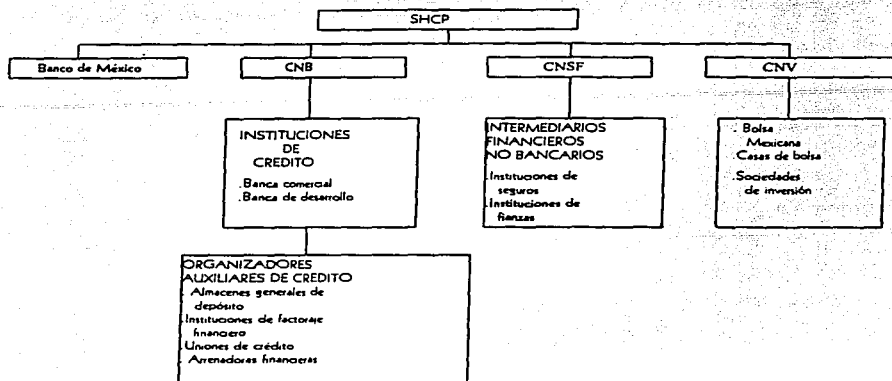 SHCP
Banco de México
CNB
CNSF
CNV
INSTITUCIONES
DE
CREDITO
.Banca comercial
.Banca de desarrollo
INTERMEDIARIOS
FINANCIEROS
NO BANCARIOS
.Instituciones de
seguros
.Instituciones de
fianzas
. Bolsa
Mexicana
.Casas de bolsa
.Sociedades
de inversión
ORGANIZADORES
AUXILIARES DE CREDITO
. Almacenes generales de
depósito
.Instituciones de factoraje
financiero
.Uniones de crédito
Arrenadoras financieras